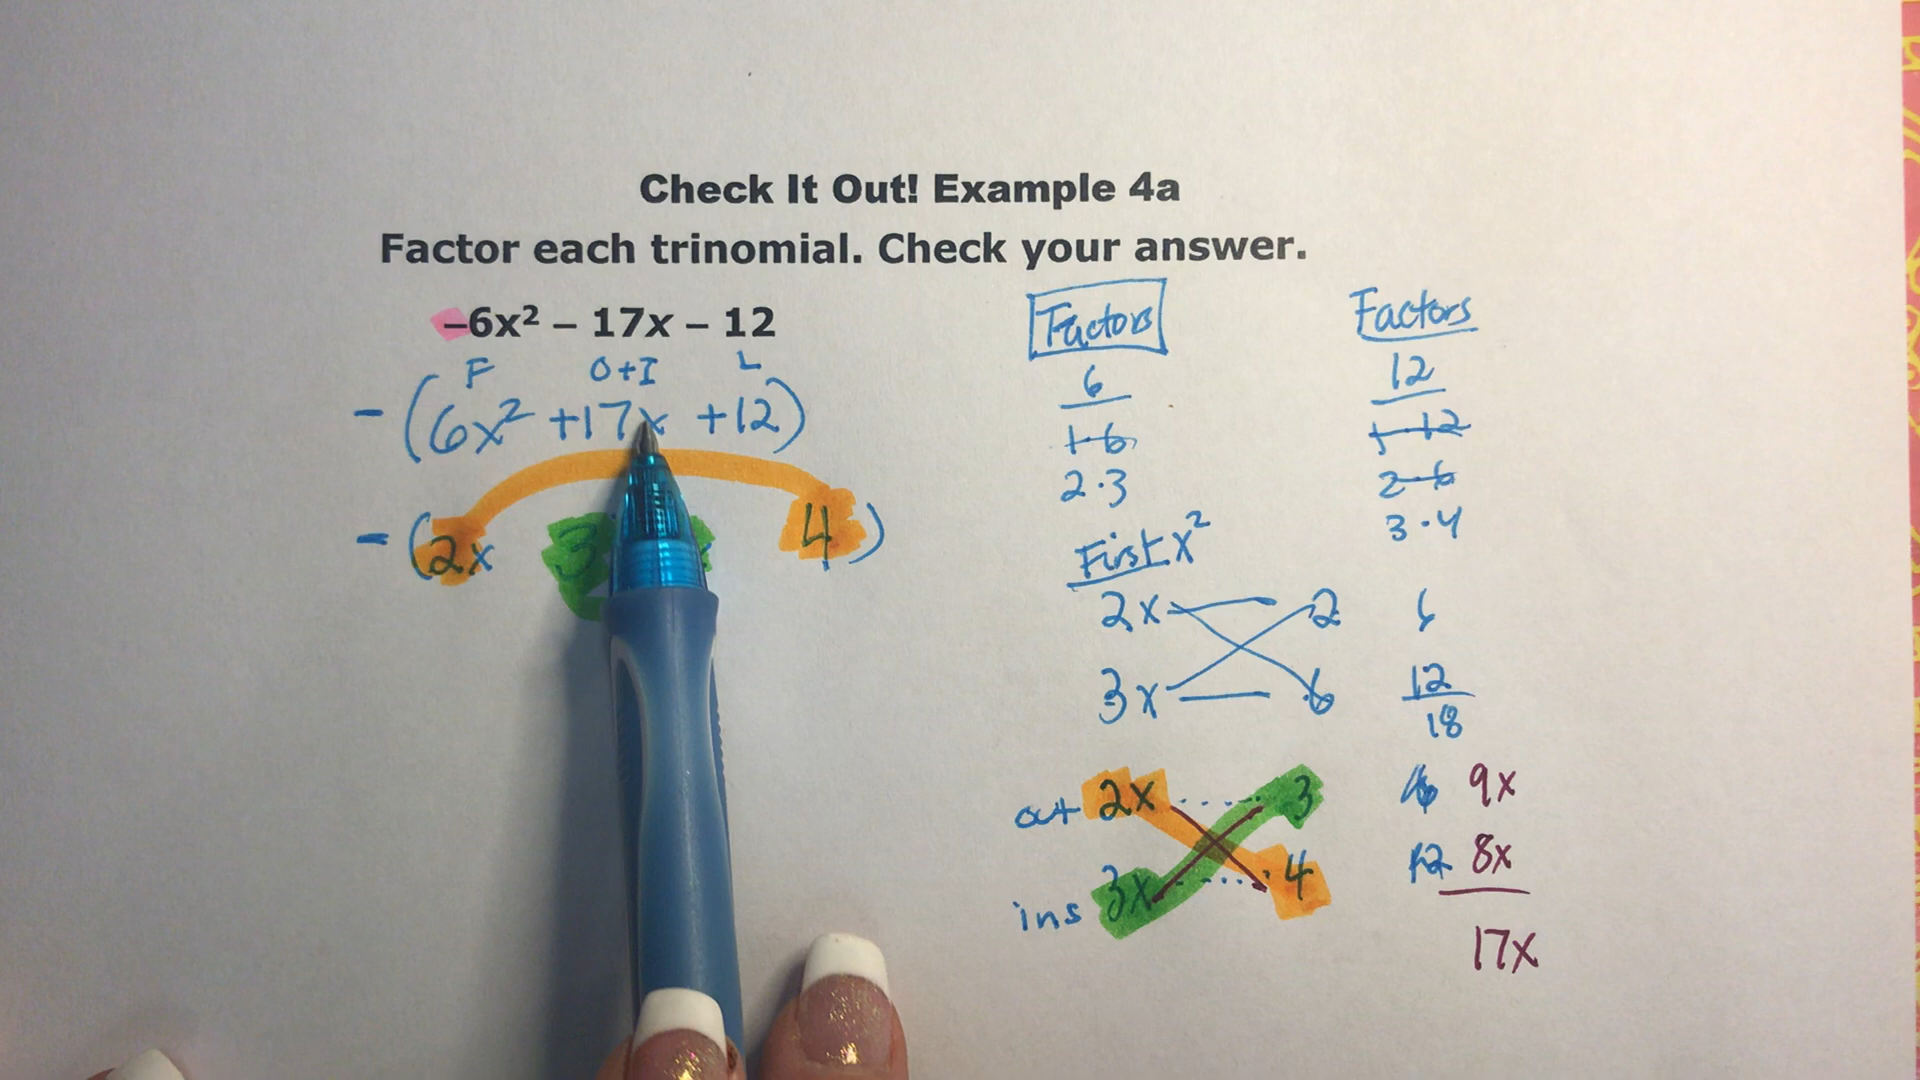 Check It Out! Example 4a
Factor each trinomial. Check your answer.
–6x² – 17x – 12
F O+I L
-(6x² +17x +12)
-(2x 3 4)
Factors
6
1·6
2·3
Factors
12
1·12
2·6
3·4
First x²
2x 2 6
3x 6 12
18
out 2x 3 9x
ins 3x 4 12 8x
17x